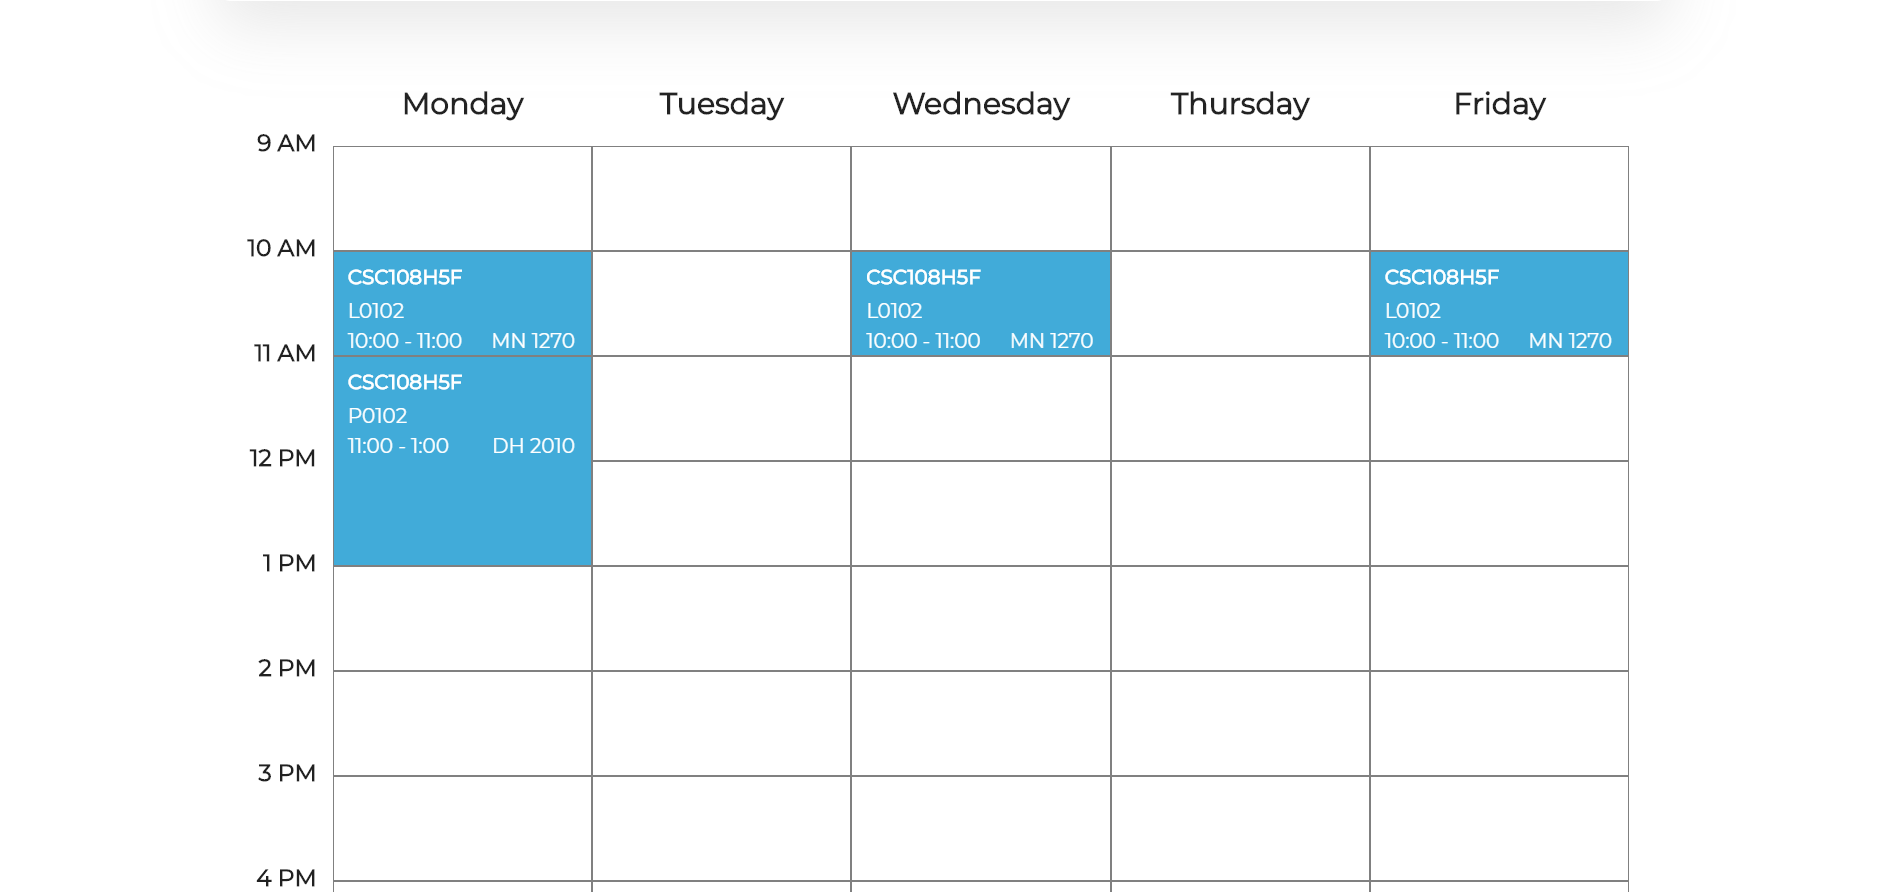 Monday Tuesday Wednesday Thursday Friday
9 AM
10 AM
CSC108H5F CSC108H5F CSC108H5F
L0102 L0102 L0102
10:00 - 11:00 MN 1270 10:00 - 11:00 MN 1270 10:00 - 11:00 MN 1270
11 AM
CSC108H5F
P0102
11:00 - 1:00 DH 2010
12 PM
1 PM
2 PM
3 PM
4 PM